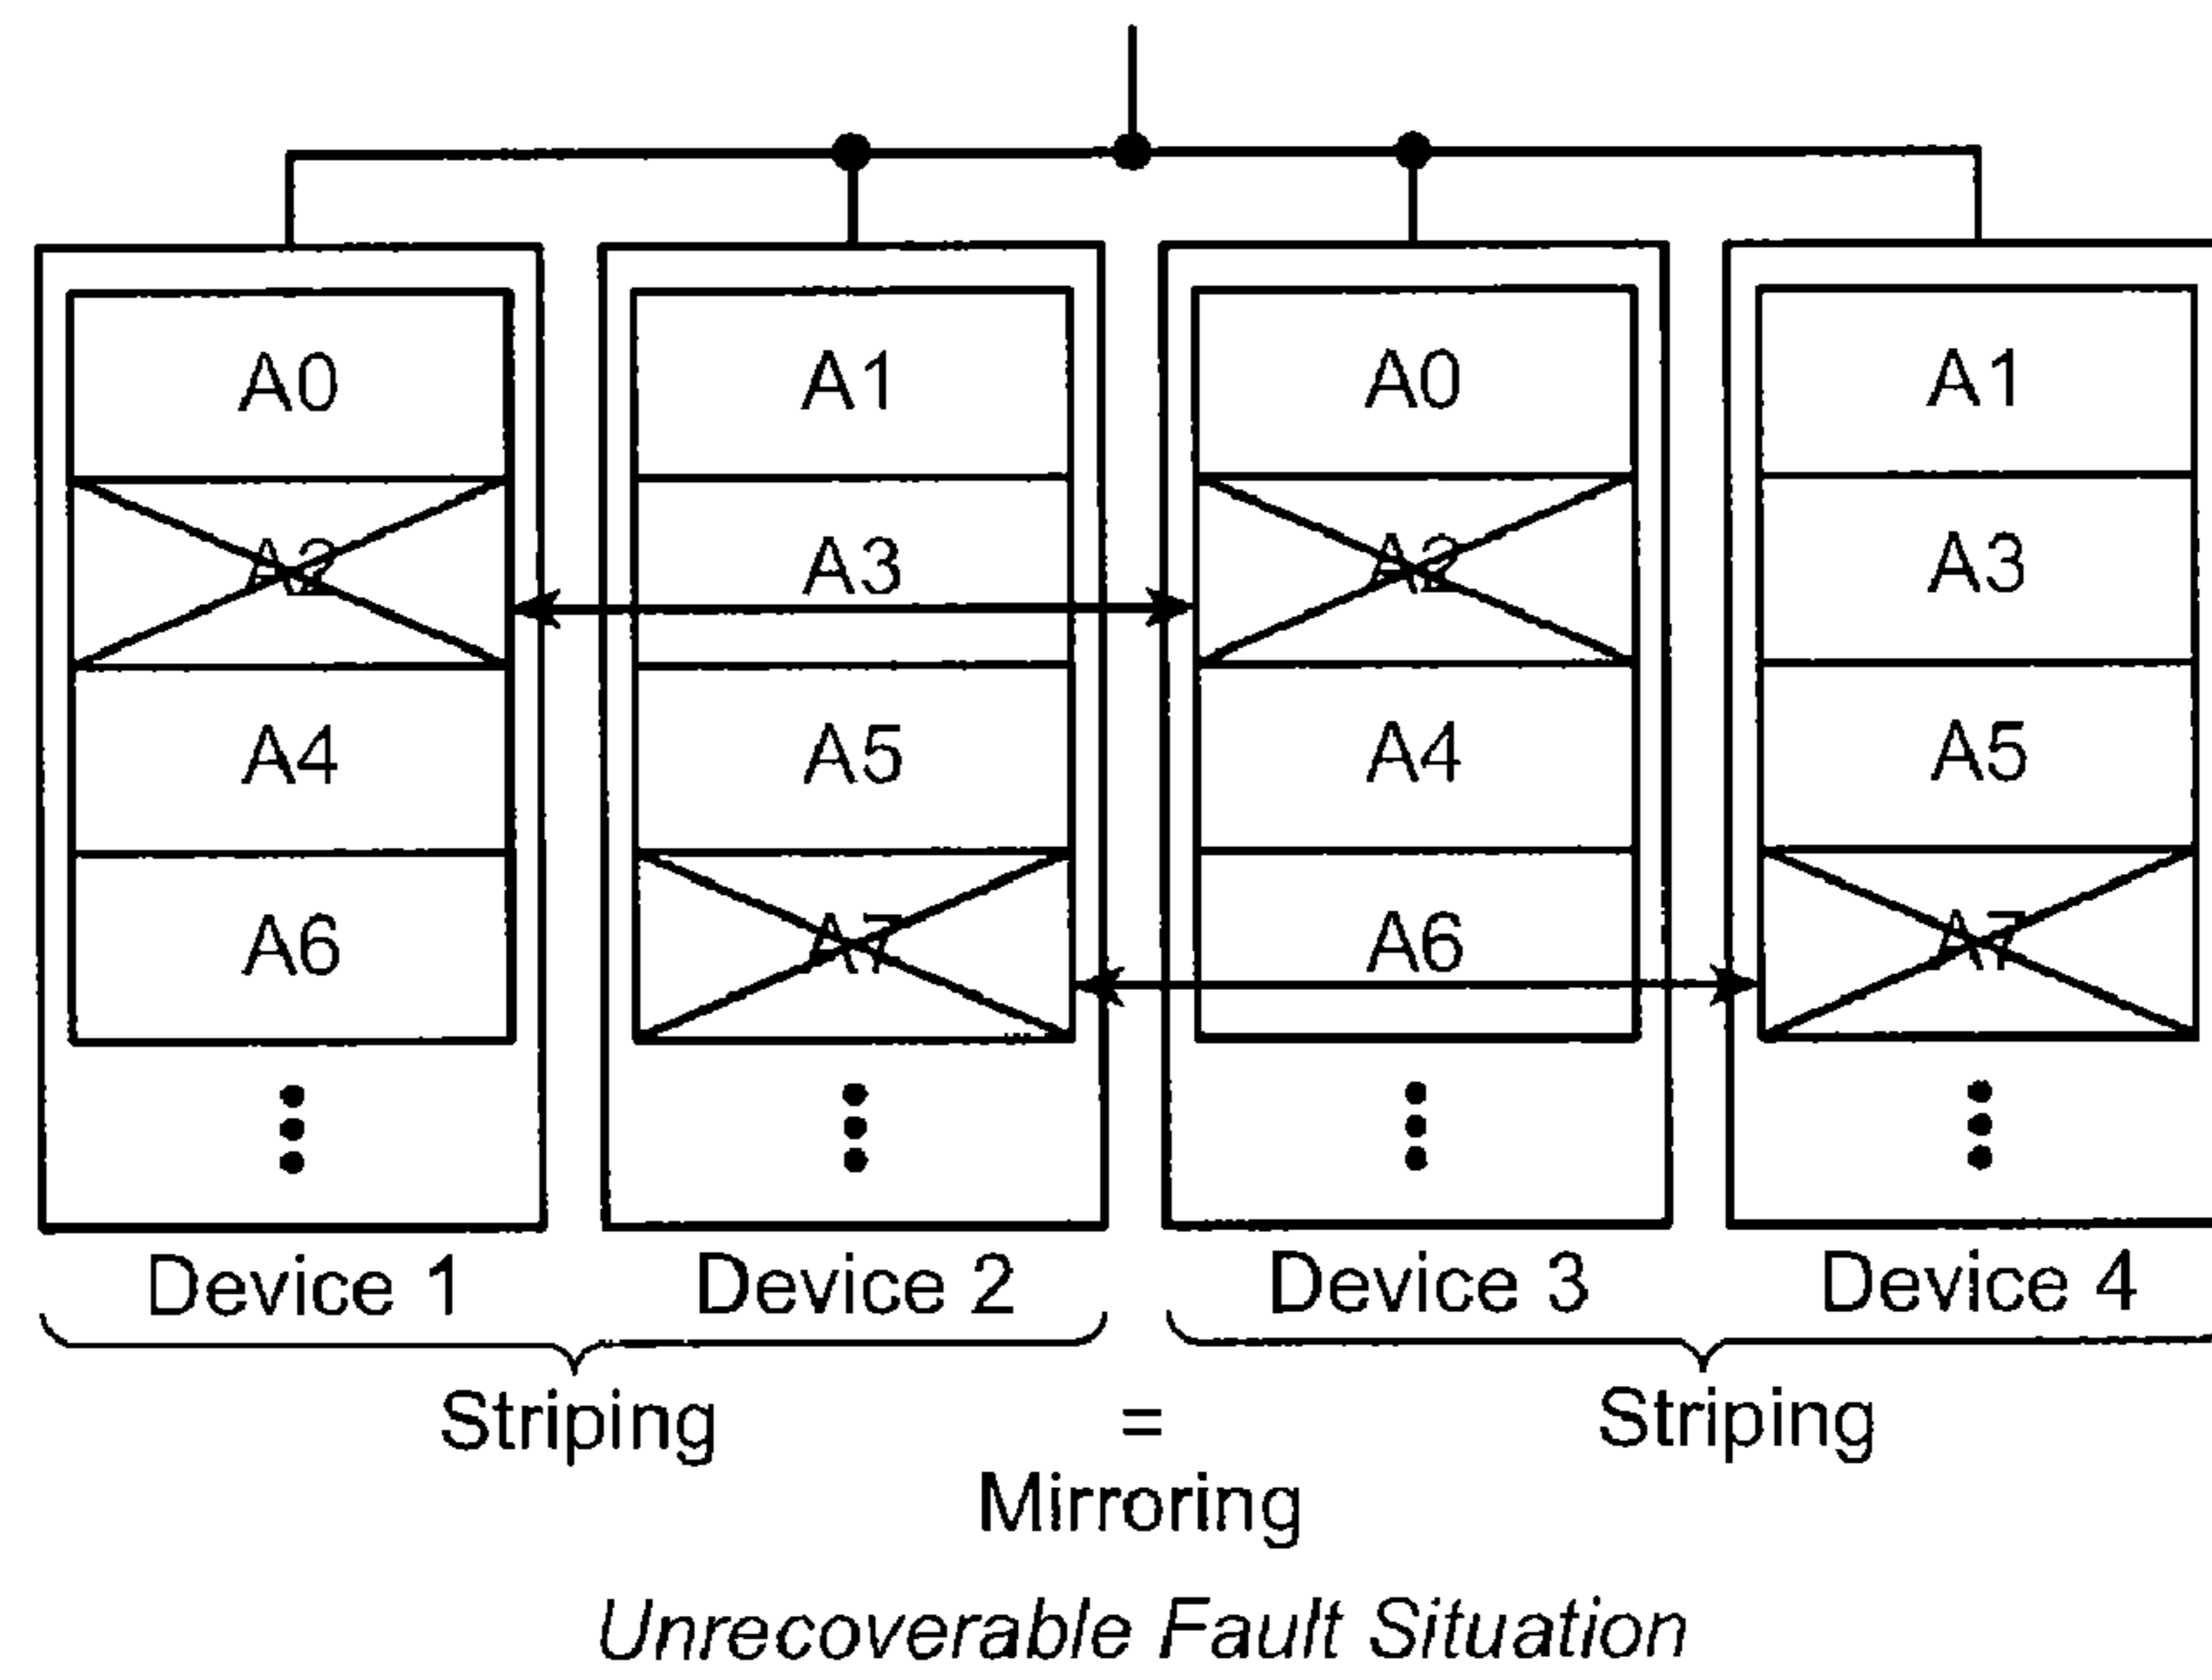 A0 A1 A0 A1
A2 A3 A2 A3
A4 A5 A4 A5
A6 A7 A6 A7
Device 1 Device 2 Device 3 Device 4
Striping = Striping
Mirroring
Unrecoverable Fault Situation